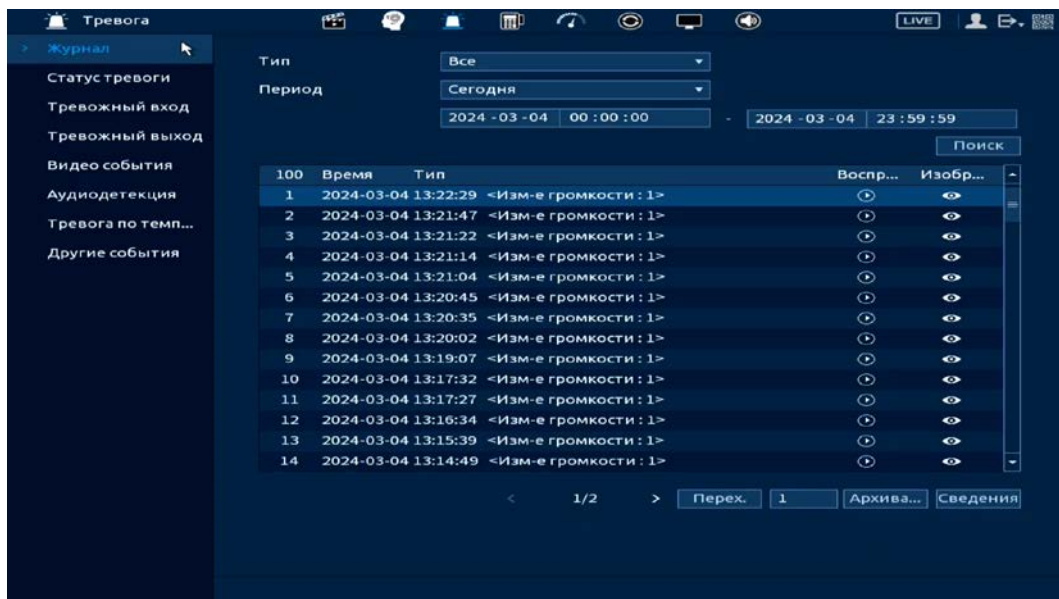 Тревога LIVE
Журнал
Статус тревоги
Тревожный вход
Тревожный выход
Видео события
Аудиодетекция
Тревога по темп...
Другие события
Тип Все
Период Сегодня
2024 -03 -04 00 : 00 : 00 - 2024 -03 -04 23 : 59 : 59
Поиск
100 Время Тип Воспр... Изобр...
1 2024-03-04 13:22:29 <Изм-е громкости : 1>
2 2024-03-04 13:21:47 <Изм-е громкости : 1>
3 2024-03-04 13:21:22 <Изм-е громкости : 1>
4 2024-03-04 13:21:14 <Изм-е громкости : 1>
5 2024-03-04 13:21:04 <Изм-е громкости : 1>
6 2024-03-04 13:20:45 <Изм-е громкости : 1>
7 2024-03-04 13:20:35 <Изм-е громкости : 1>
8 2024-03-04 13:20:02 <Изм-е громкости : 1>
9 2024-03-04 13:19:07 <Изм-е громкости : 1>
10 2024-03-04 13:17:32 <Изм-е громкости : 1>
11 2024-03-04 13:17:27 <Изм-е громкости : 1>
12 2024-03-04 13:16:34 <Изм-е громкости : 1>
13 2024-03-04 13:15:39 <Изм-е громкости : 1>
14 2024-03-04 13:14:49 <Изм-е громкости : 1>
< 1/2 > Перех. 1 Архива... Сведения